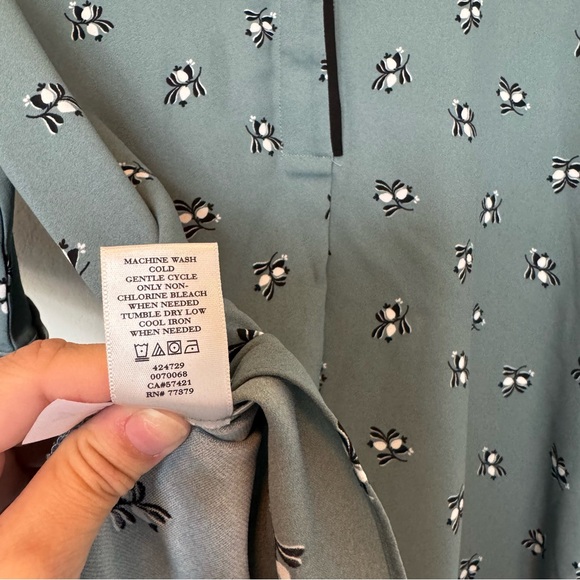 MACHINE WASH
COLD
GENTLE CYCLE
ONLY NON-
CHLORINE BLEACH
WHEN NEEDED
TUMBLE DRY LOW
COOL IRON
WHEN NEEDED
424729
0070068
CA#57421
RN# 77379